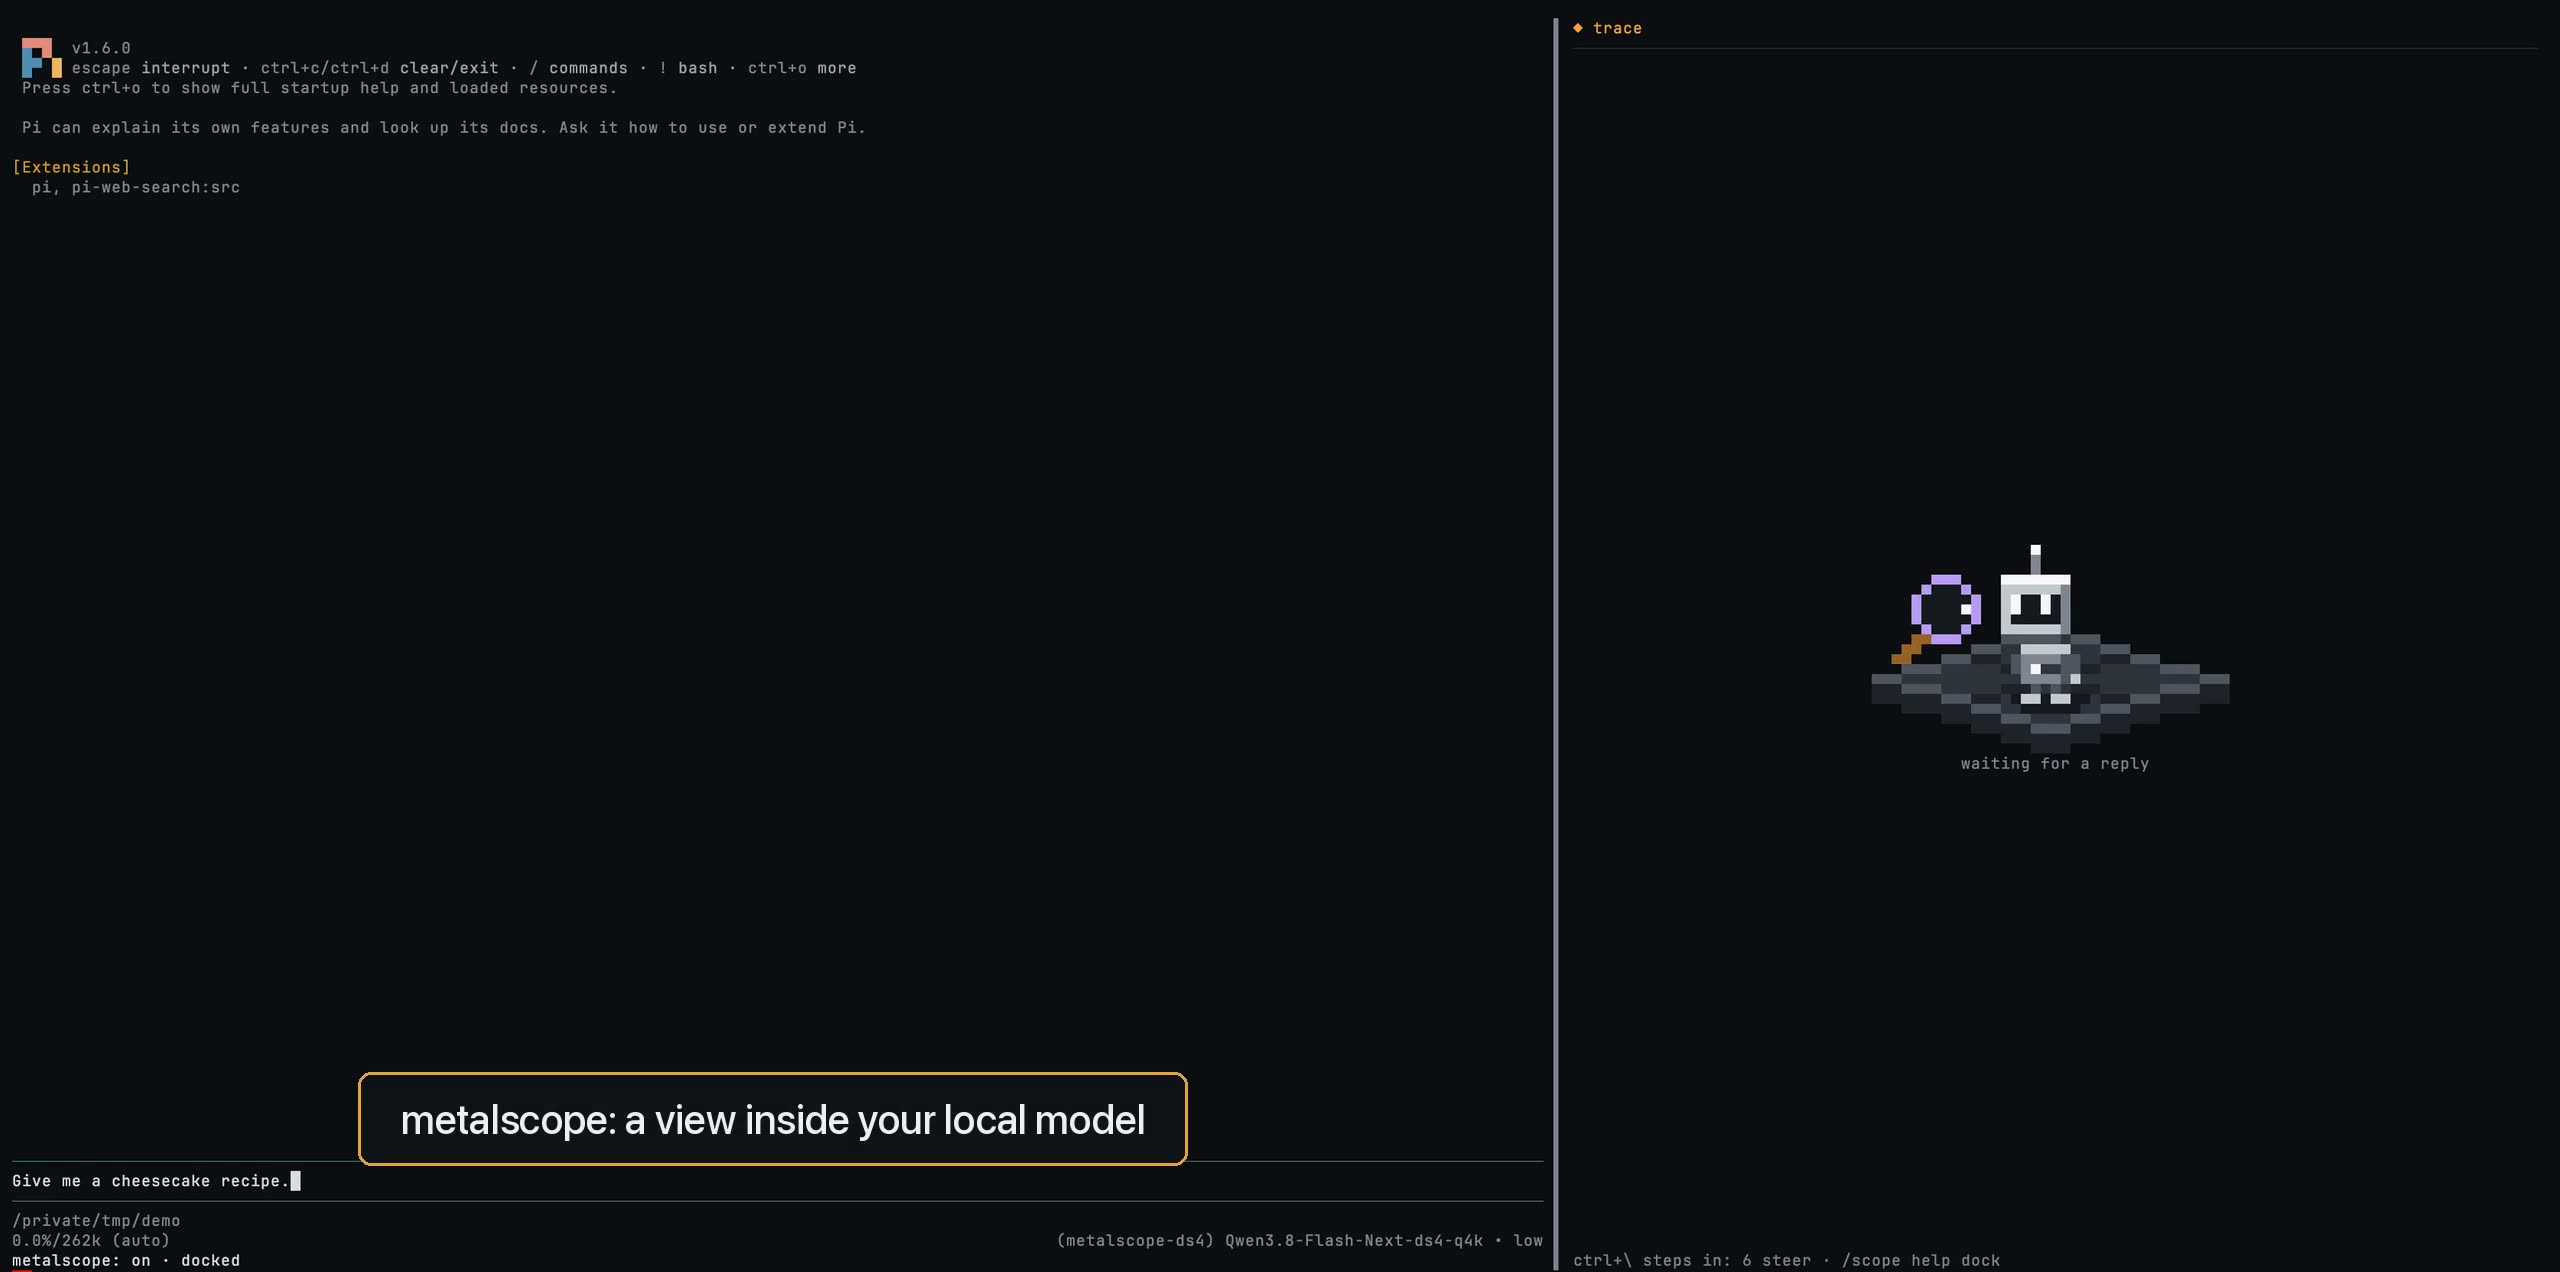 v1.6.0
escape interrupt · ctrl+c/ctrl+d clear/exit · / commands · ! bash · ctrl+o more
Press ctrl+o to show full startup help and loaded resources.
Pi can explain its own features and look up its docs. Ask it how to use or extend Pi.
[Extensions]
pi, pi-web-search:src
metalscope: a view inside your local model
Give me a cheesecake recipe.
/private/tmp/demo
0.0%/262k (auto)
(metalscope-ds4) Qwen3.8-Flash-Next-ds4-q4k • low
metalscope: on · docked
◆ trace
waiting for a reply
ctrl+\ steps in: 6 steer · /scope help dock